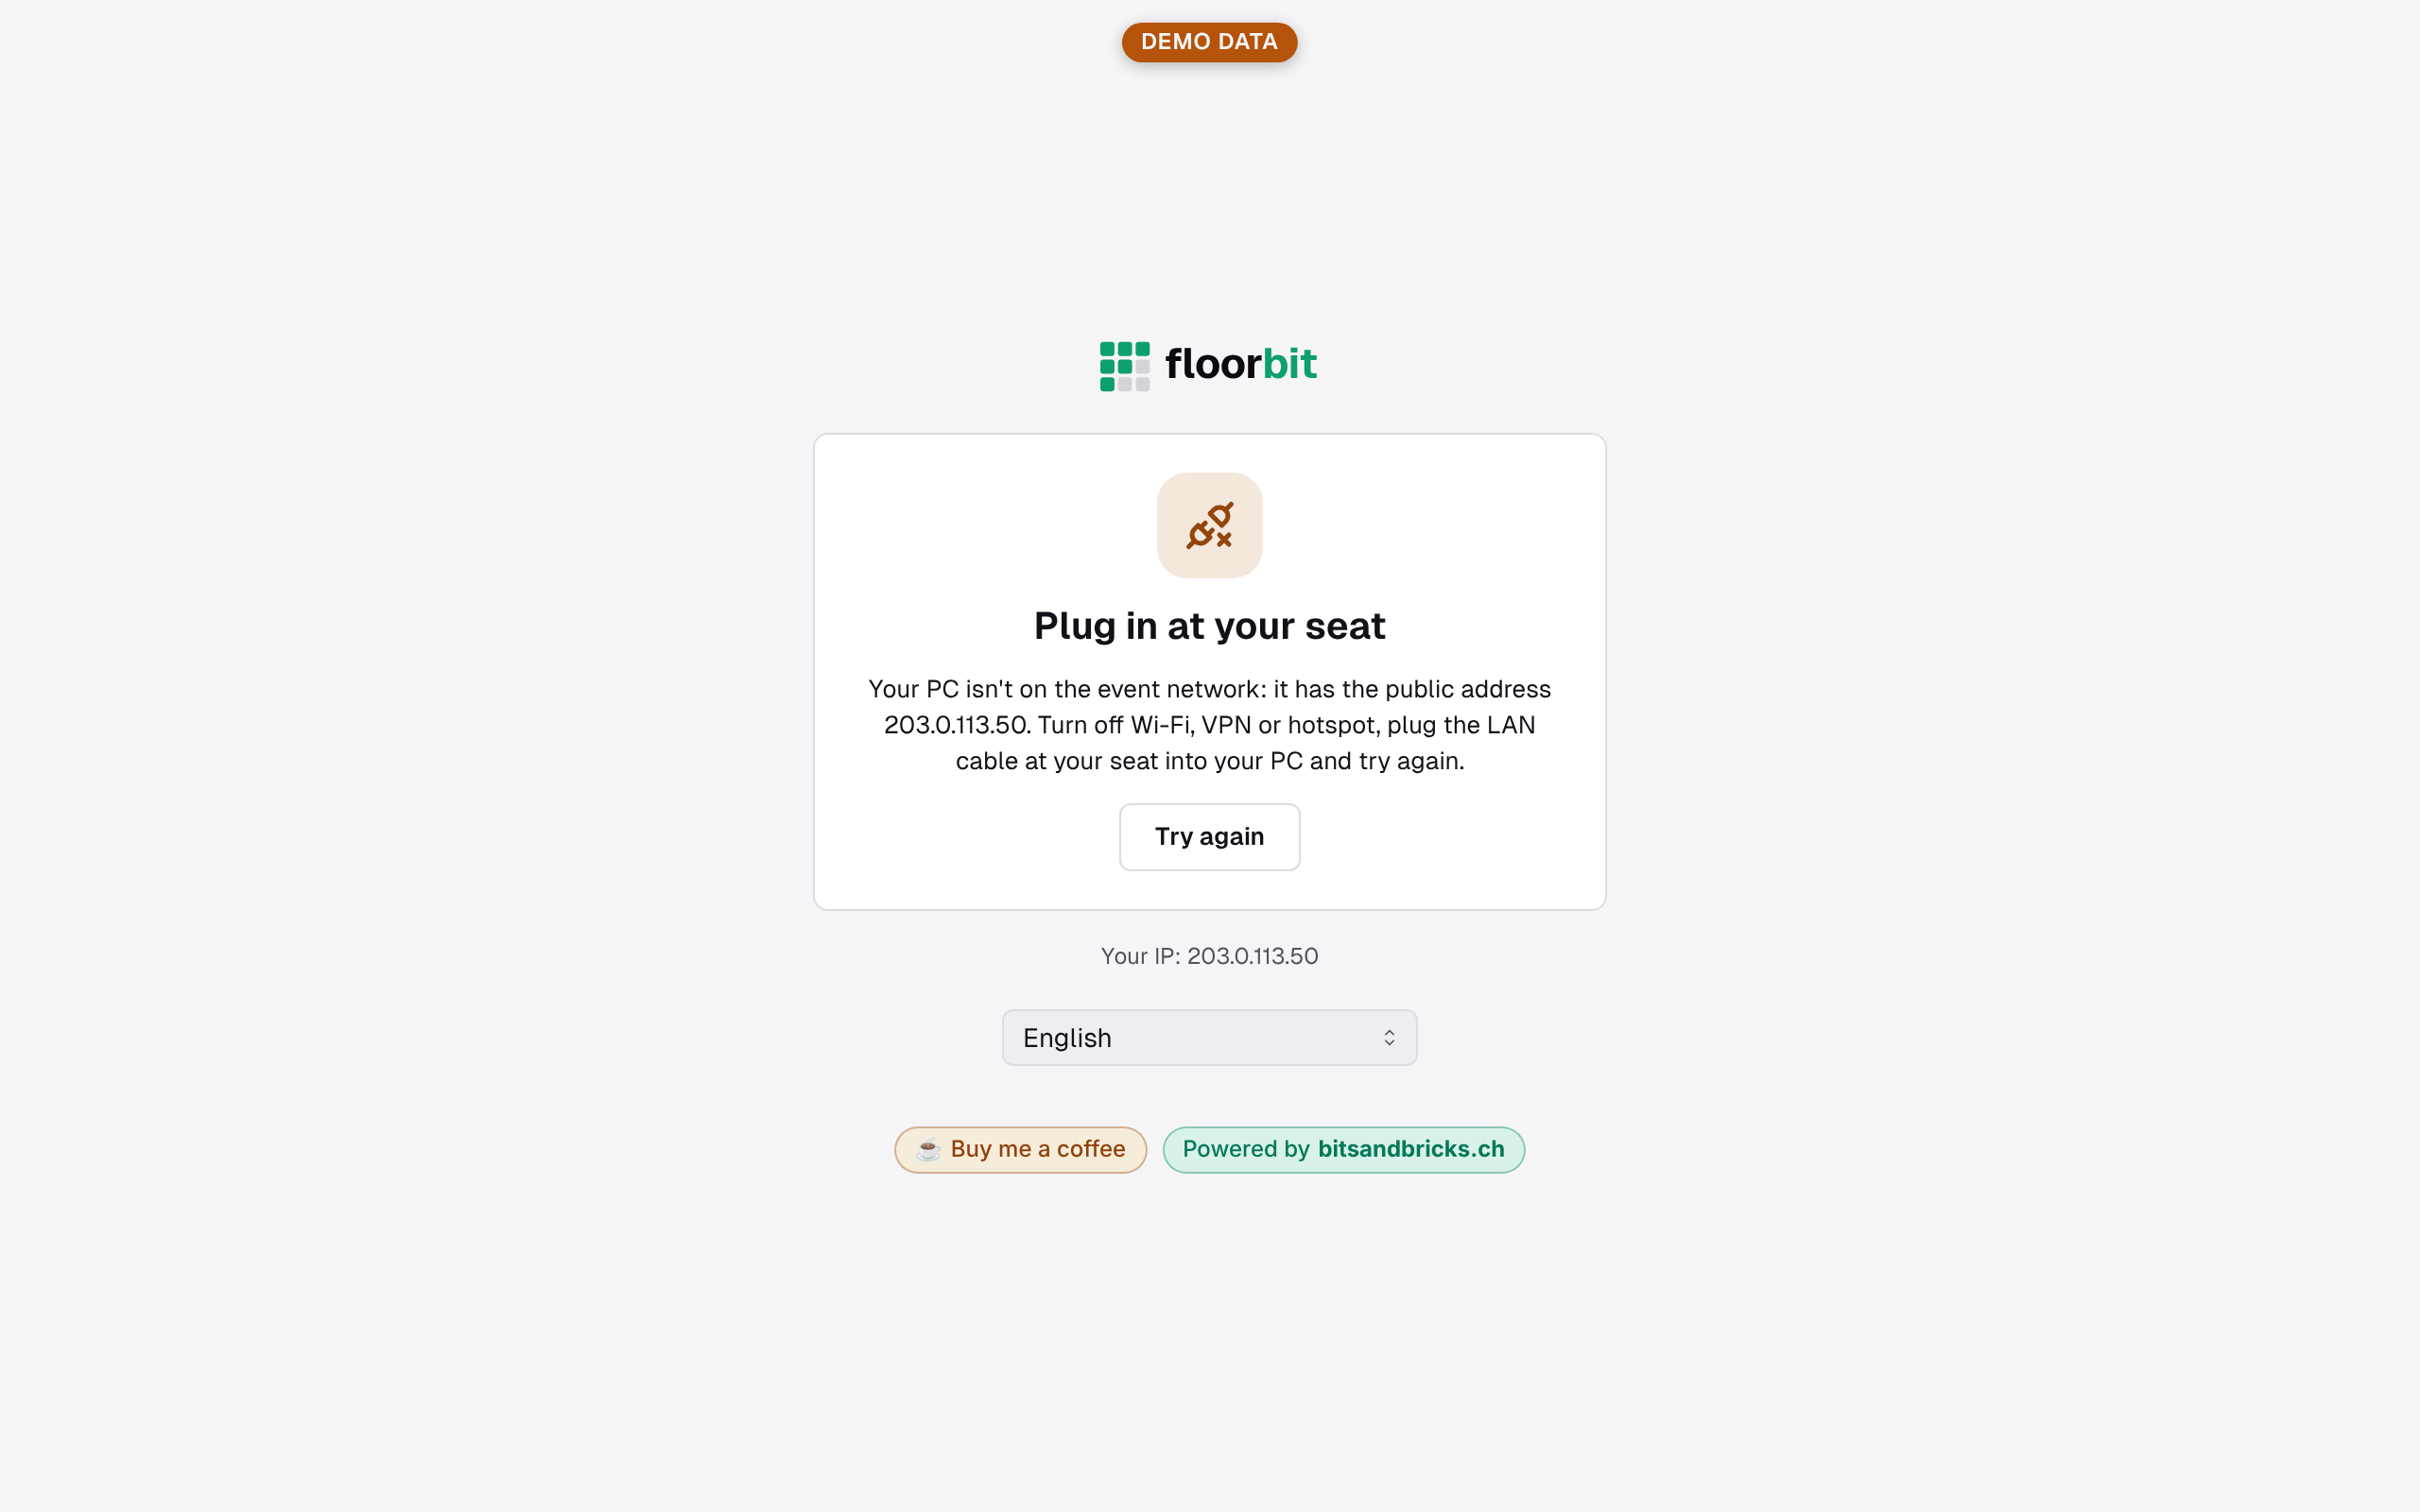 DEMO DATA
floorbit
Plug in at your seat
Your PC isn't on the event network: it has the public address
203.0.113.50. Turn off Wi-Fi, VPN or hotspot, plug the LAN
cable at your seat into your PC and try again.
Try again
Your IP: 203.0.113.50
English
Buy me a coffee
Powered by bitsandbricks.ch